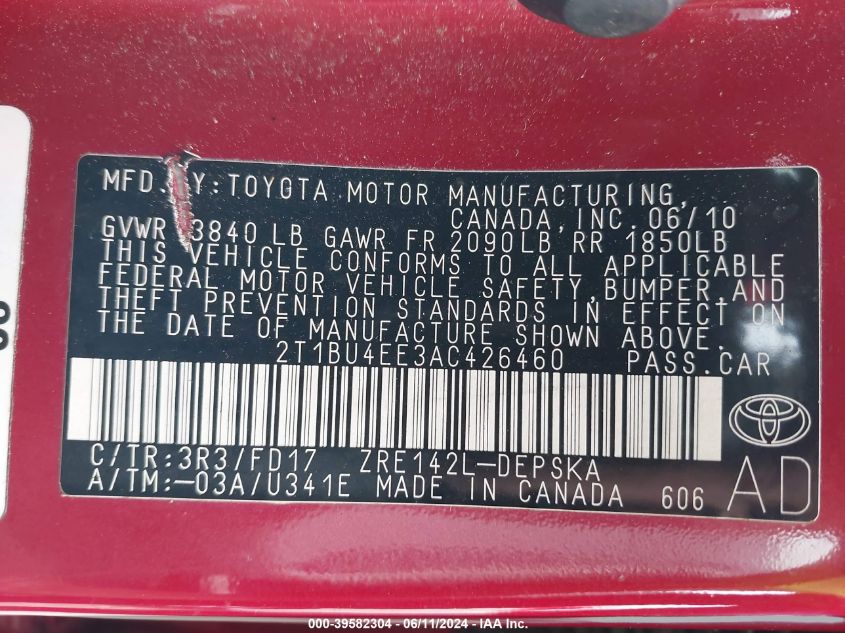 MFD. Y: TOYOTA MOTOR MANUFACTURING,
CANADA, INC. 06/10
GVWR 3840 LB GAWR FR 2090LB RR 1850LB
THIS VEHICLE CONFORMS TO ALL APPLICABLE
FEDERAL MOTOR VEHICLE SAFETY, BUMPER, AND
THEFT PREVENTION STANDARDS IN EFFECT ON
THE DATE OF MANUFACTURE SHOWN ABOVE.
2T1BU4EE3AC426460 PASS.CAR
C/TR:3R3/FD17 ZRE142L-DEPSKA
A/TM:-03A/U341E MADE IN CANADA 606
AD
000-39582304 - 06/11/2024 - IAA Inc.